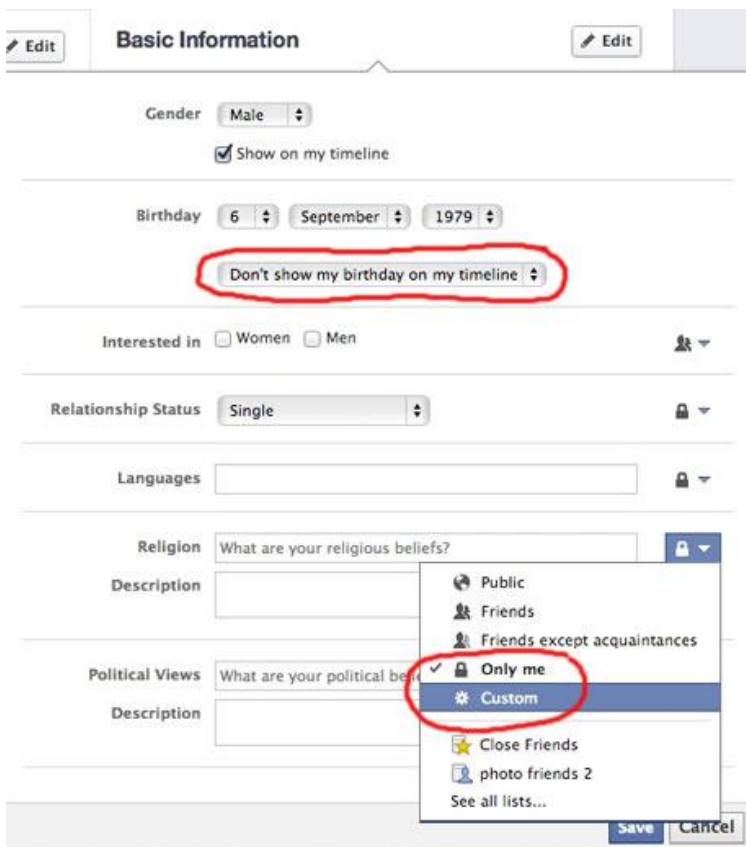 Edit
Basic Information
Edit
Gender Male
Show on my timeline
Birthday 6 September 1979
Don't show my birthday on my timeline
Interested in Women Men
Relationship Status Single
Languages
Religion What are your religious beliefs?
Description
Public
Friends
Friends except acquaintances
Political Views What are your political
Only me
Custom
Description
Close Friends
photo friends 2
See all lists...
Save Cancel